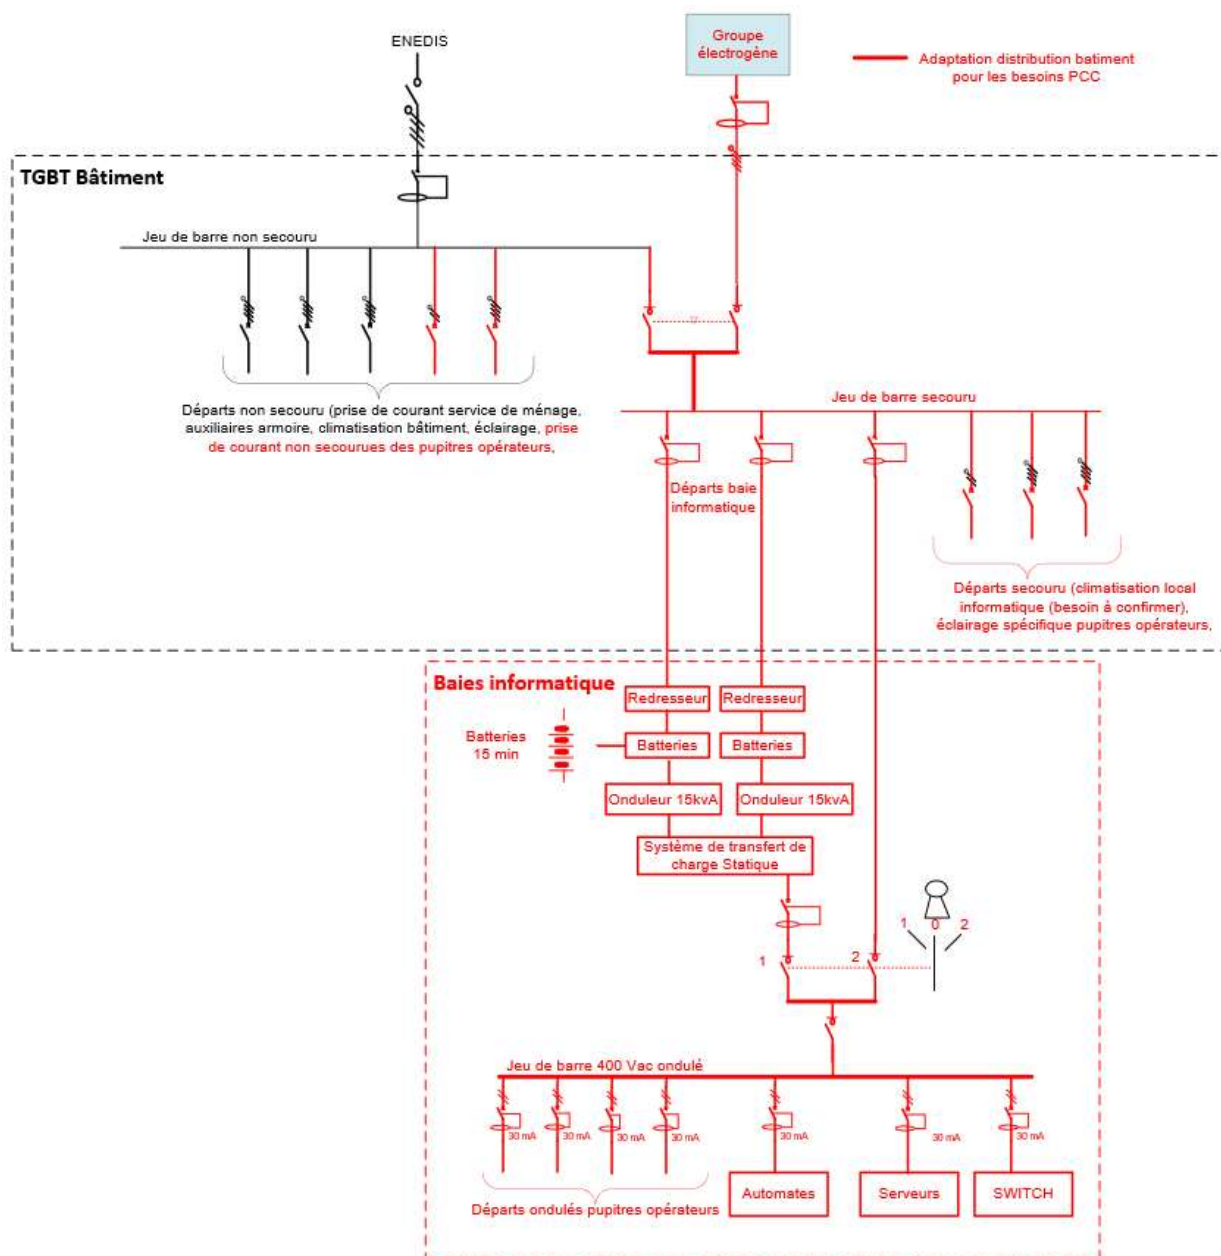 ENEDIS
Groupe
électrogène
Adaptation distribution batiment
pour les besoins PCC
TGBT Bâtiment
Jeu de barre non secouru
Départs non secouru (prise de courant service de ménage,
auxiliaires armoire, climatisation bâtiment, éclairage, prise
de courant non secourues des pupitres opérateurs,
Jeu de barre secouru
Départs baie
informatique
Départs secouru (climatisation local
informatique (besoin à confirmer),
éclairage spécifique pupitres opérateurs,
Baies informatique
Redresseur
Redresseur
Batteries
15 min
Batteries
Batteries
Onduleur 15kvA
Onduleur 15kvA
Système de transfert de
charge Statique
1 0 2
1
2
Jeu de barre 400 Vac ondulé
30 mA
30 mA
30 mA
30 mA
30 mA
30 mA
30 mA
Départs ondulés pupitres opérateurs
Automates
Serveurs
SWITCH